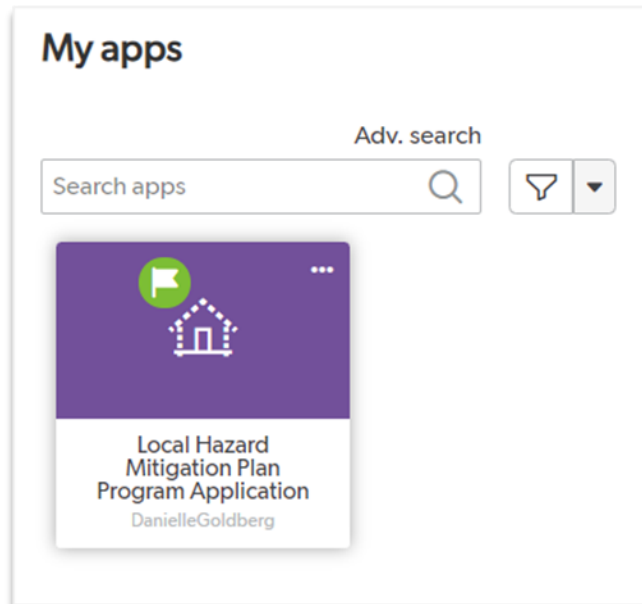 My apps
Adv. search
Search apps
Local Hazard
Mitigation Plan
Program Application
DanielleGoldberg